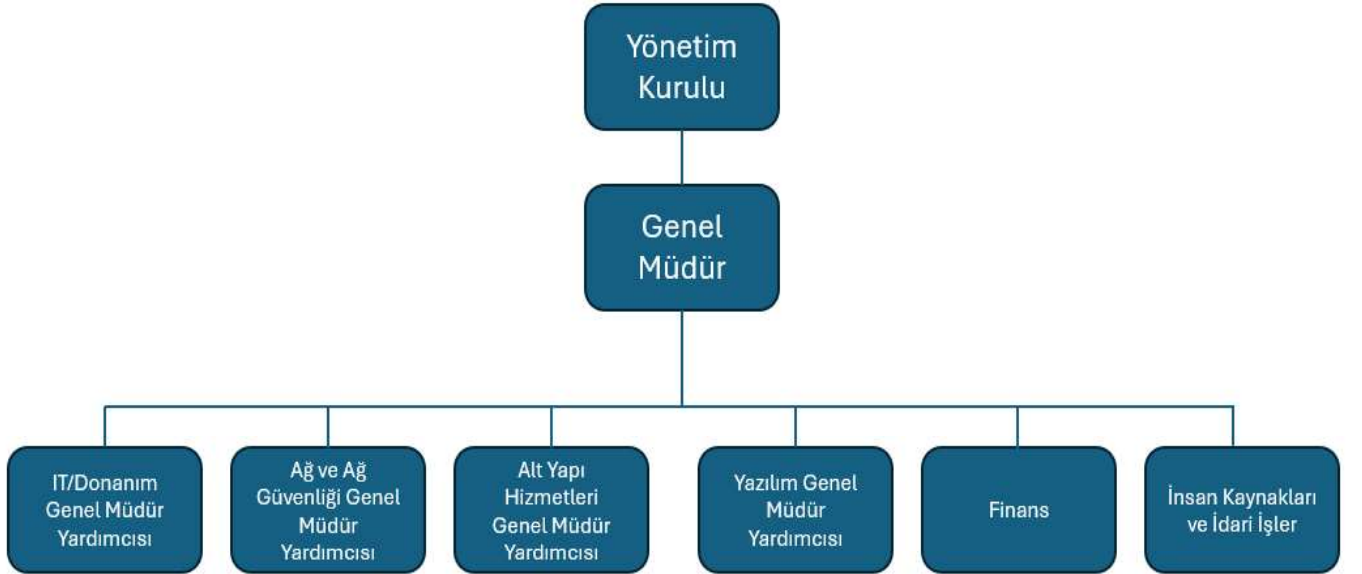 Yönetim
Kurulu
Genel
Müdür
IT/Donanım
Genel Müdür
Yardımcısı
Ağ ve Ağ
Güvenliği Genel
Müdür
Yardımcısı
Alt Yapı
Hizmetleri
Genel Müdür
Yardımcısı
Yazılım Genel
Müdür
Yardımcısı
Finans
İnsan Kaynakları
ve İdari İşler